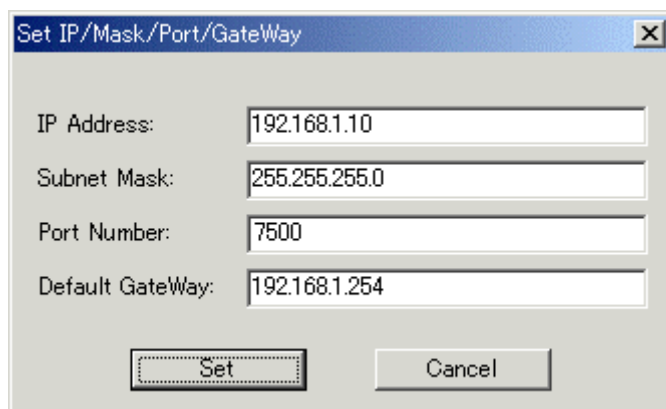 Set IP/Mask/Port/GateWay
IP Address: 192.168.1.10
Subnet Mask: 255.255.255.0
Port Number: 7500
Default GateWay: 192.168.1.254
Set Cancel